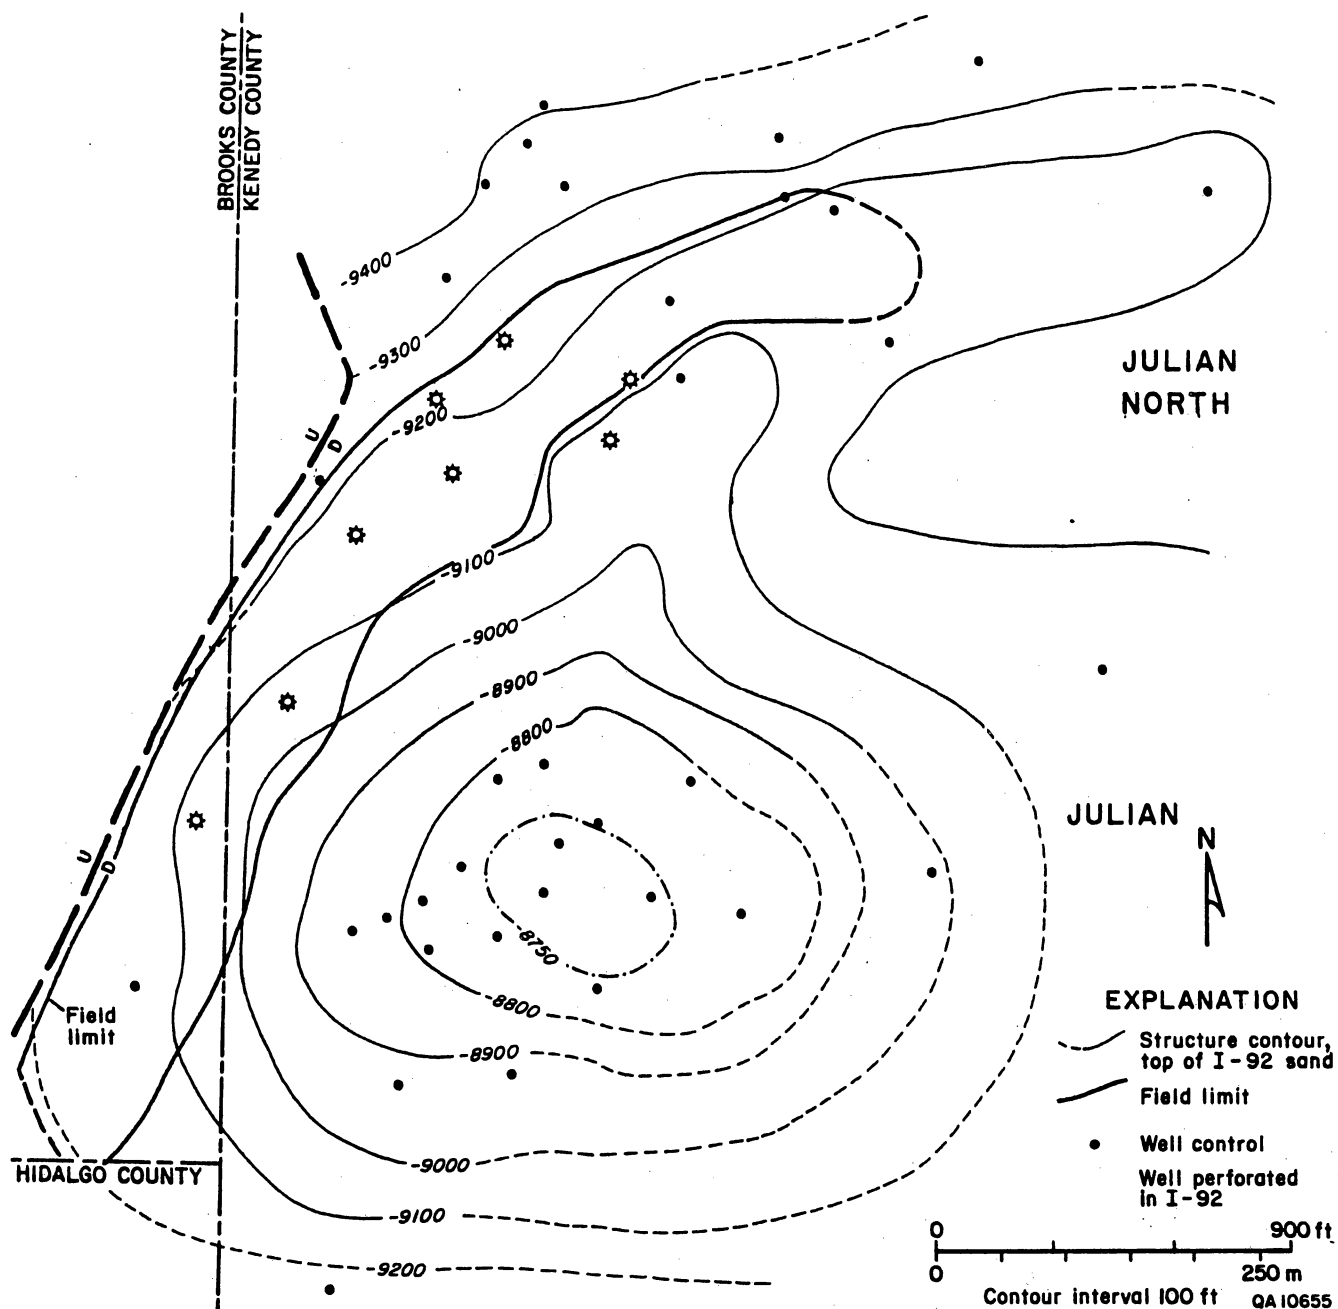 BROOKS COUNTY
KENEDY COUNTY
-9400
-9300
U
D
-9200
JULIAN
NORTH
-9100
-9000
-8900
-8800
JULIAN
N
U
D
-8750
Field
limit
-8800
EXPLANATION
Structure contour,
top of I-92 sand
Field limit
Well control
Well perforated
in I-92
-8900
-9000
HIDALGO COUNTY
-9100
-9200
0 900 ft
0 250 m
Contour interval 100 ft
QA10655